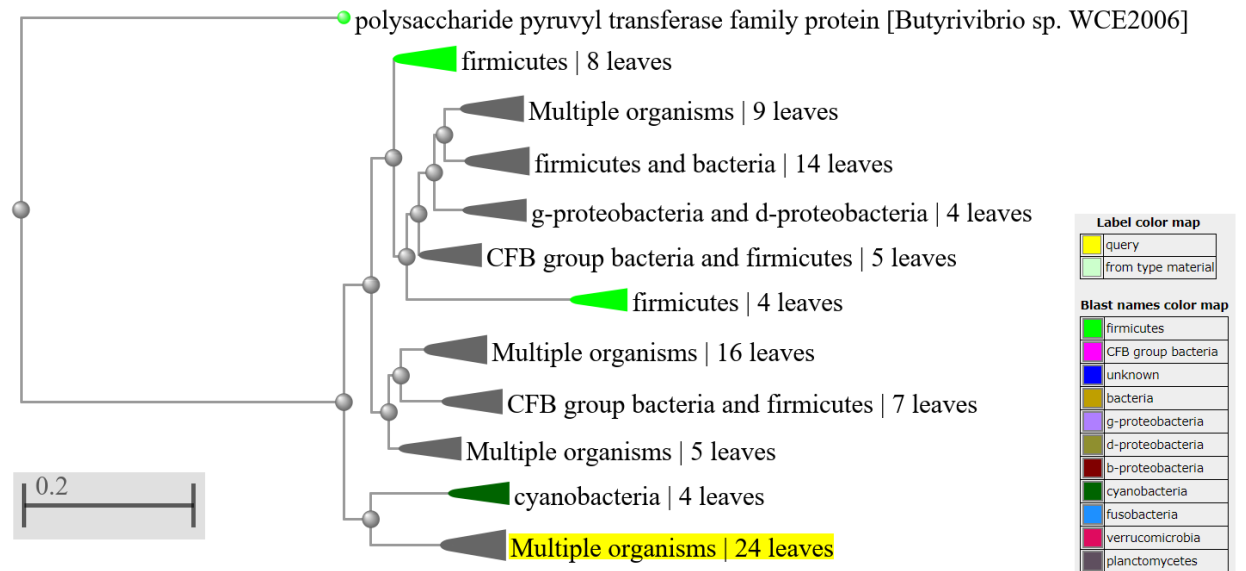 polysaccharide pyruvyl transferase family protein [Butyrivibrio sp. WCE2006]
firmicutes | 8 leaves
Multiple organisms | 9 leaves
firmicutes and bacteria | 14 leaves
g-proteobacteria and d-proteobacteria | 4 leaves
CFB group bacteria and firmicutes | 5 leaves
firmicutes | 4 leaves
Multiple organisms | 16 leaves
CFB group bacteria and firmicutes | 7 leaves
Multiple organisms | 5 leaves
cyanobacteria | 4 leaves
Multiple organisms | 24 leaves
0.2
Label color map
query
from type material
Blast names color map
firmicutes
CFB group bacteria
unknown
bacteria
g-proteobacteria
d-proteobacteria
b-proteobacteria
cyanobacteria
fusobacteria
verrucomicrobia
planctomycetes